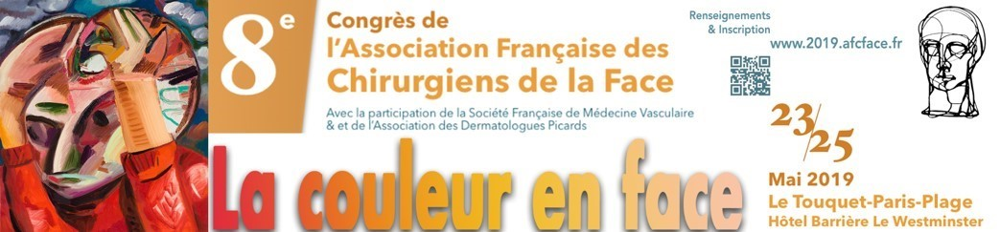 8e
Congrès de
l'Association Française des
Chirurgiens de la Face
Avec la participation de la Société Française de Médecine Vasculaire
& et de l'Association des Dermatologues Picards
La couleur en face
Renseignements
& Inscription
www.2019.afcface.fr
23/25
Mai 2019
Le Touquet-Paris-Plage
Hôtel Barrière Le Westminster